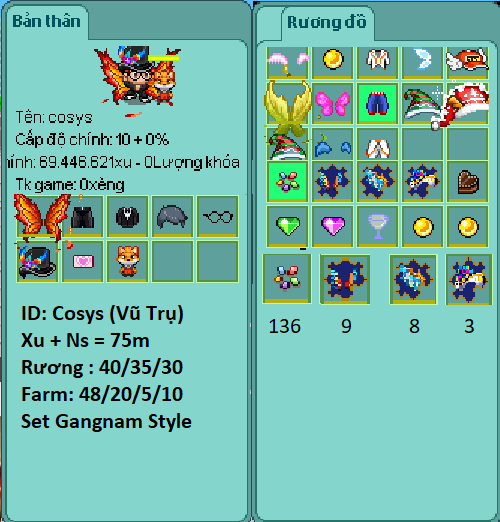 Bản thân
Rương đồ
Tên: cosys
Cấp độ chính: 10 + 0%
hính: 69.446.621xu - 0Lượng khóa
Tk game: 0xèng
ID: Cosys (Vũ Trụ)
Xu + Ns = 75m
Rương : 40/35/30
Farm: 48/20/5/10
Set Gangnam Style
136 9 8 3